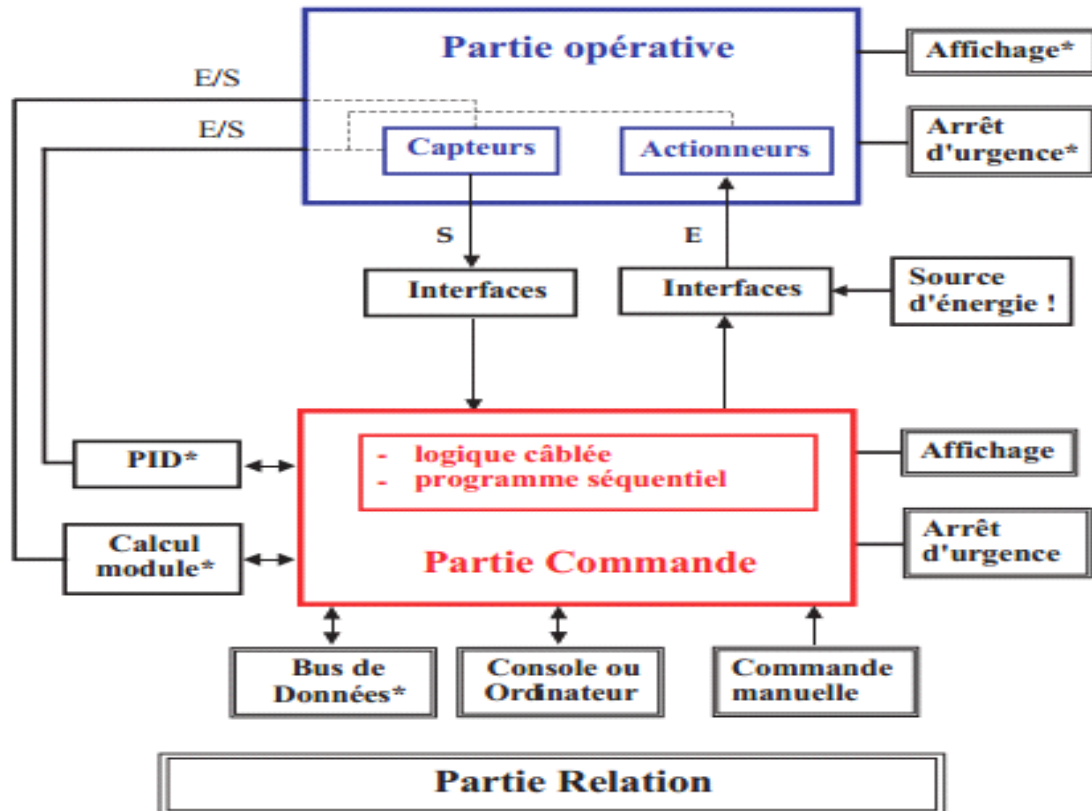 Partie opérative
Affichage*
E/S
E/S
Arrêt
d'urgence*
Capteurs
Actionneurs
S
E
Interfaces
Interfaces
Source
d'énergie !
- logique câblée
- programme séquentiel
Affichage
PID*
Calcul
module*
Partie Commande
Arrêt
d'urgence
Bus de
Données*
Console ou
Ordinateur
Commande
manuelle
Partie Relation